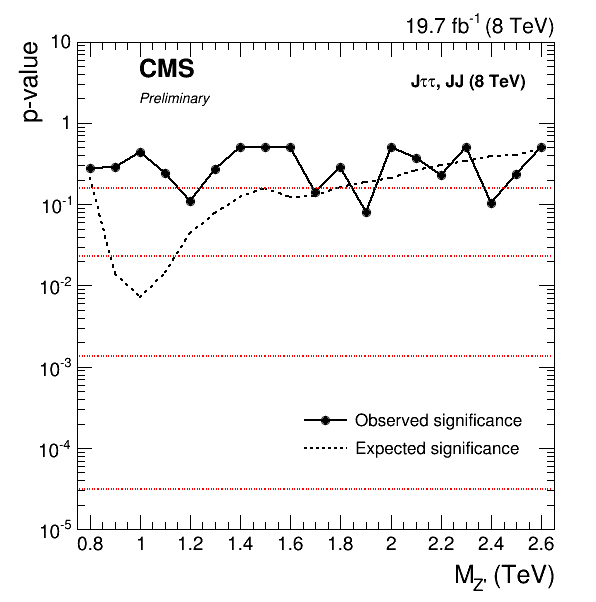 19.7 fb⁻¹ (8 TeV)
CMS
Preliminary
Jττ, JJ (8 TeV)
p-value
10
1
10⁻¹
10⁻²
10⁻³
10⁻⁴
10⁻⁵
Observed significance
Expected significance
0.8 1 1.2 1.4 1.6 1.8 2 2.2 2.4 2.6
M_Z' (TeV)